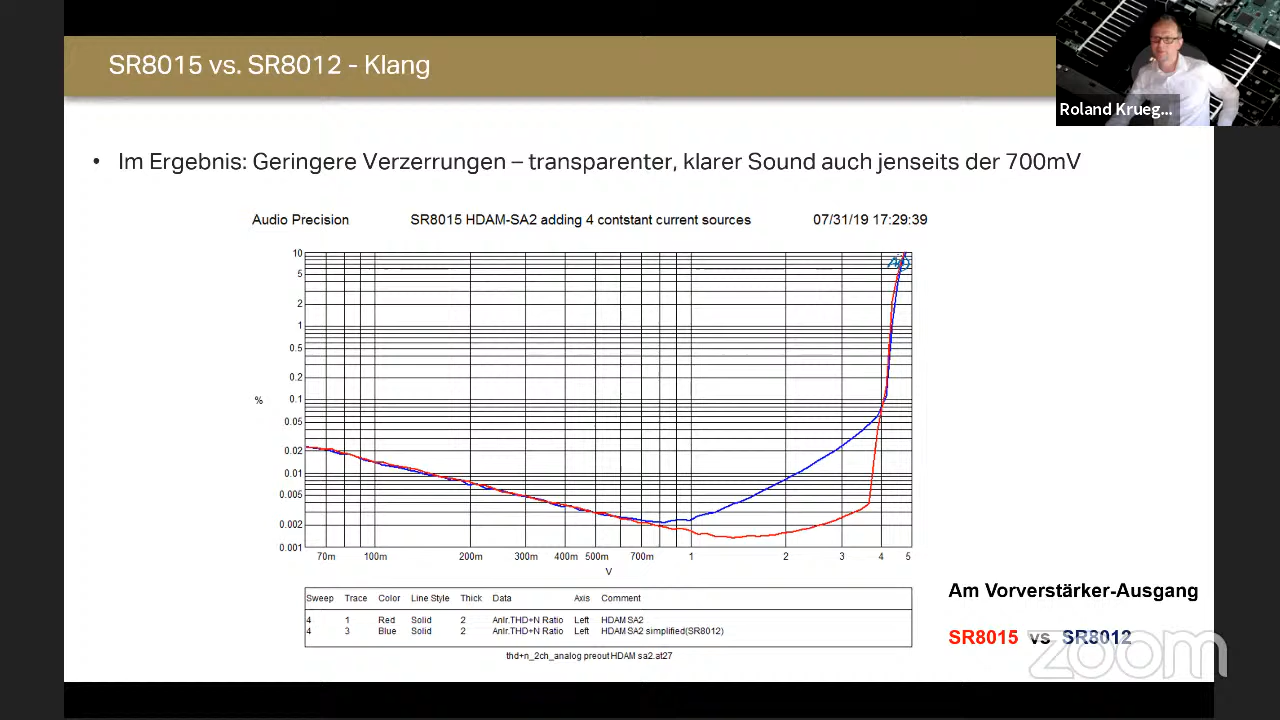 SR8015 vs. SR8012 - Klang
Roland Krueg...
• Im Ergebnis: Geringere Verzerrungen – transparenter, klarer Sound auch jenseits der 700mV
Audio Precision SR8015 HDAM-SA2 adding 4 contstant current sources 07/31/19 17:29:39
10
5
2
1
0.5
0.2
% 0.1
0.05
0.02
0.01
0.005
0.002
0.001
70m 100m 200m 300m 400m 500m 700m 1 2 3 4 5
V
Sweep Trace Color Line Style Thick Data Axis Comment
4 1 Red Solid 2 Anlr.THD+N Ratio Left HDAM SA2
4 3 Blue Solid 2 Anlr.THD+N Ratio Left HDAM SA2 simplified(SR8012)
thd+n_2ch_analog preout HDAM sa2.at27
Am Vorverstärker-Ausgang
SR8015 vs SR8012
zoom